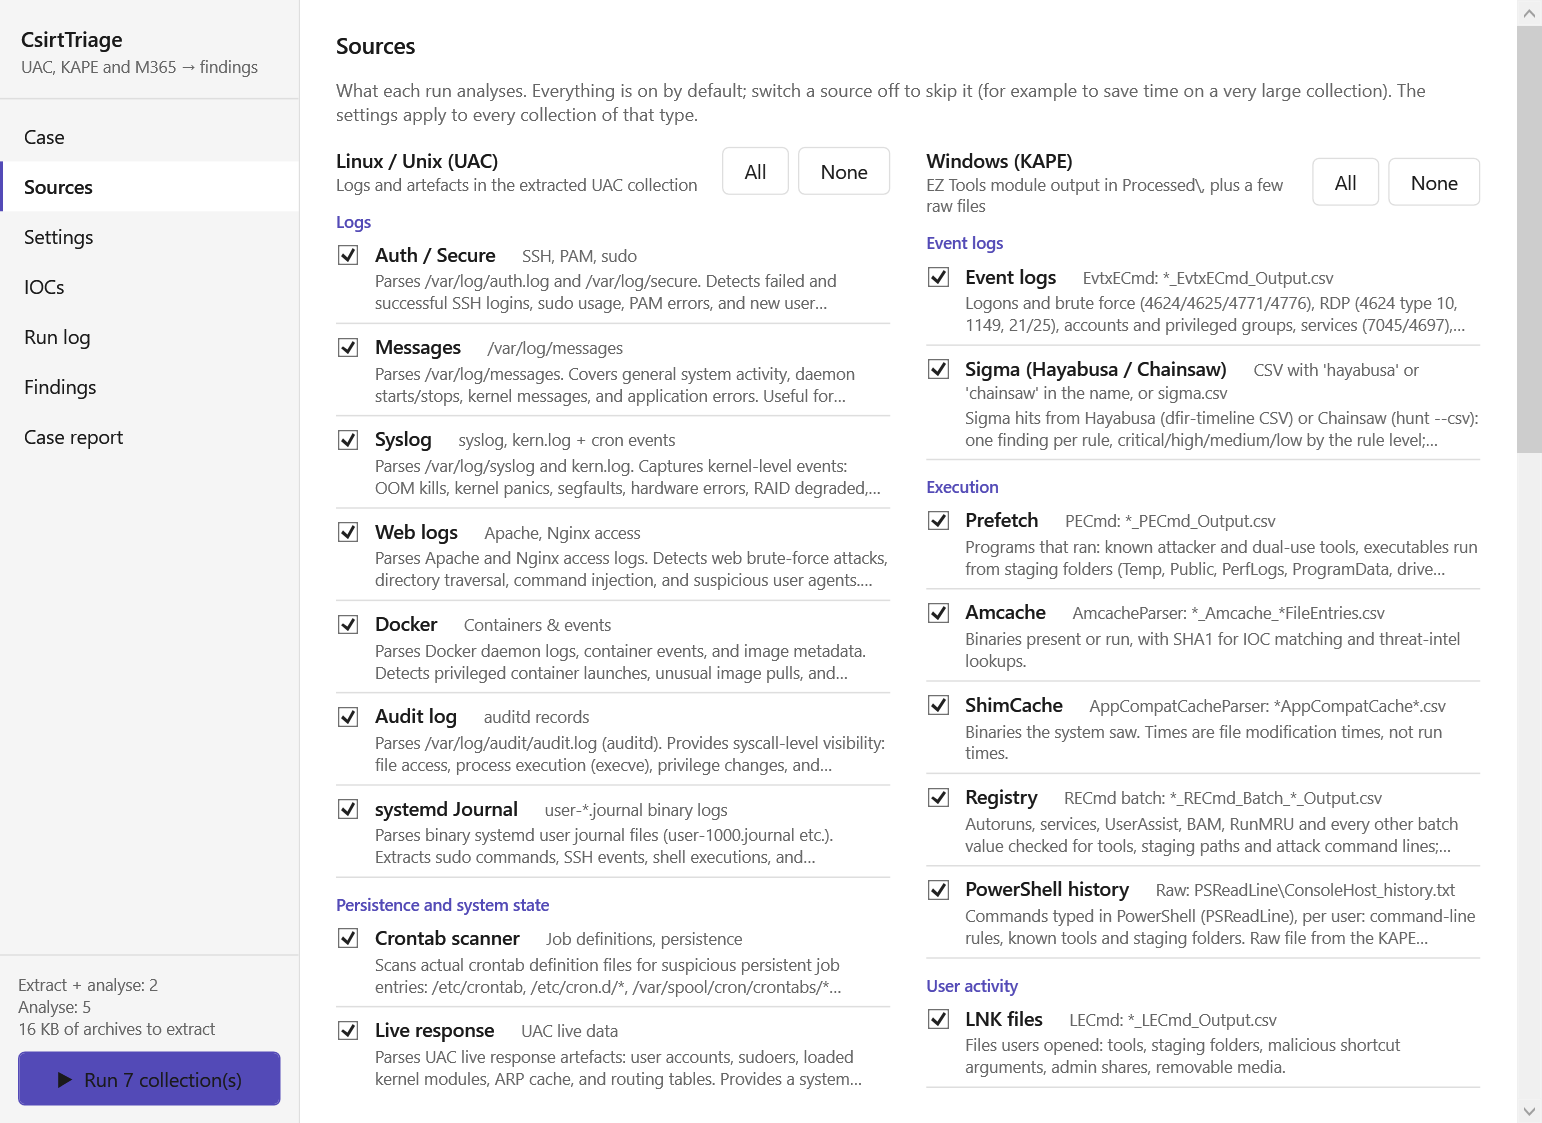 CsirtTriage
UAC, KAPE and M365 → findings
Case
Sources
Settings
IOCs
Run log
Findings
Case report
Extract + analyse: 2
Analyse: 5
16 KB of archives to extract
Run 7 collection(s)
Sources
What each run analyses. Everything is on by default; switch a source off to skip it (for example to save time on a very large collection). The
settings apply to every collection of that type.
Linux / Unix (UAC)
Logs and artefacts in the extracted UAC collection
All
None
Logs
Auth / Secure SSH, PAM, sudo
Parses /var/log/auth.log and /var/log/secure. Detects failed and
successful SSH logins, sudo usage, PAM errors, and new user...
Messages /var/log/messages
Parses /var/log/messages. Covers general system activity, daemon
starts/stops, kernel messages, and application errors. Useful for...
Syslog syslog, kern.log + cron events
Parses /var/log/syslog and kern.log. Captures kernel-level events:
OOM kills, kernel panics, segfaults, hardware errors, RAID degraded,...
Web logs Apache, Nginx access
Parses Apache and Nginx access logs. Detects web brute-force attacks,
directory traversal, command injection, and suspicious user agents....
Docker Containers & events
Parses Docker daemon logs, container events, and image metadata.
Detects privileged container launches, unusual image pulls, and...
Audit log auditd records
Parses /var/log/audit/audit.log (auditd). Provides syscall-level visibility:
file access, process execution (execve), privilege changes, and...
systemd Journal user-*.journal binary logs
Parses binary systemd user journal files (user-1000.journal etc.).
Extracts sudo commands, SSH events, shell executions, and...
Persistence and system state
Crontab scanner Job definitions, persistence
Scans actual crontab definition files for suspicious persistent job
entries: /etc/crontab, /etc/cron.d/*, /var/spool/cron/crontabs/*...
Live response UAC live data
Parses UAC live response artefacts: user accounts, sudoers, loaded
kernel modules, ARP cache, and routing tables. Provides a system...
Windows (KAPE)
EZ Tools module output in Processed\, plus a few
raw files
All
None
Event logs
Event logs EvtxECmd: *_EvtxECmd_Output.csv
Logons and brute force (4624/4625/4771/4776), RDP (4624 type 10,
1149, 21/25), accounts and privileged groups, services (7045/4697),...
Sigma (Hayabusa / Chainsaw) CSV with 'hayabusa' or
'chainsaw' in the name, or sigma.csv
Sigma hits from Hayabusa (dfir-timeline CSV) or Chainsaw (hunt --csv):
one finding per rule, critical/high/medium/low by the rule level;...
Execution
Prefetch PECmd: *_PECmd_Output.csv
Programs that ran: known attacker and dual-use tools, executables run
from staging folders (Temp, Public, PerfLogs, ProgramData, drive...
Amcache AmcacheParser: *_Amcache_*FileEntries.csv
Binaries present or run, with SHA1 for IOC matching and threat-intel
lookups.
ShimCache AppCompatCacheParser: *AppCompatCache*.csv
Binaries the system saw. Times are file modification times, not run
times.
Registry RECmd batch: *_RECmd_Batch_*_Output.csv
Autoruns, services, UserAssist, BAM, RunMRU and every other batch
value checked for tools, staging paths and attack command lines;...
PowerShell history Raw: PSReadLine\ConsoleHost_history.txt
Commands typed in PowerShell (PSReadLine), per user: command-line
rules, known tools and staging folders. Raw file from the KAPE...
User activity
LNK files LECmd: *_LECmd_Output.csv
Files users opened: tools, staging folders, malicious shortcut
arguments, admin shares, removable media.